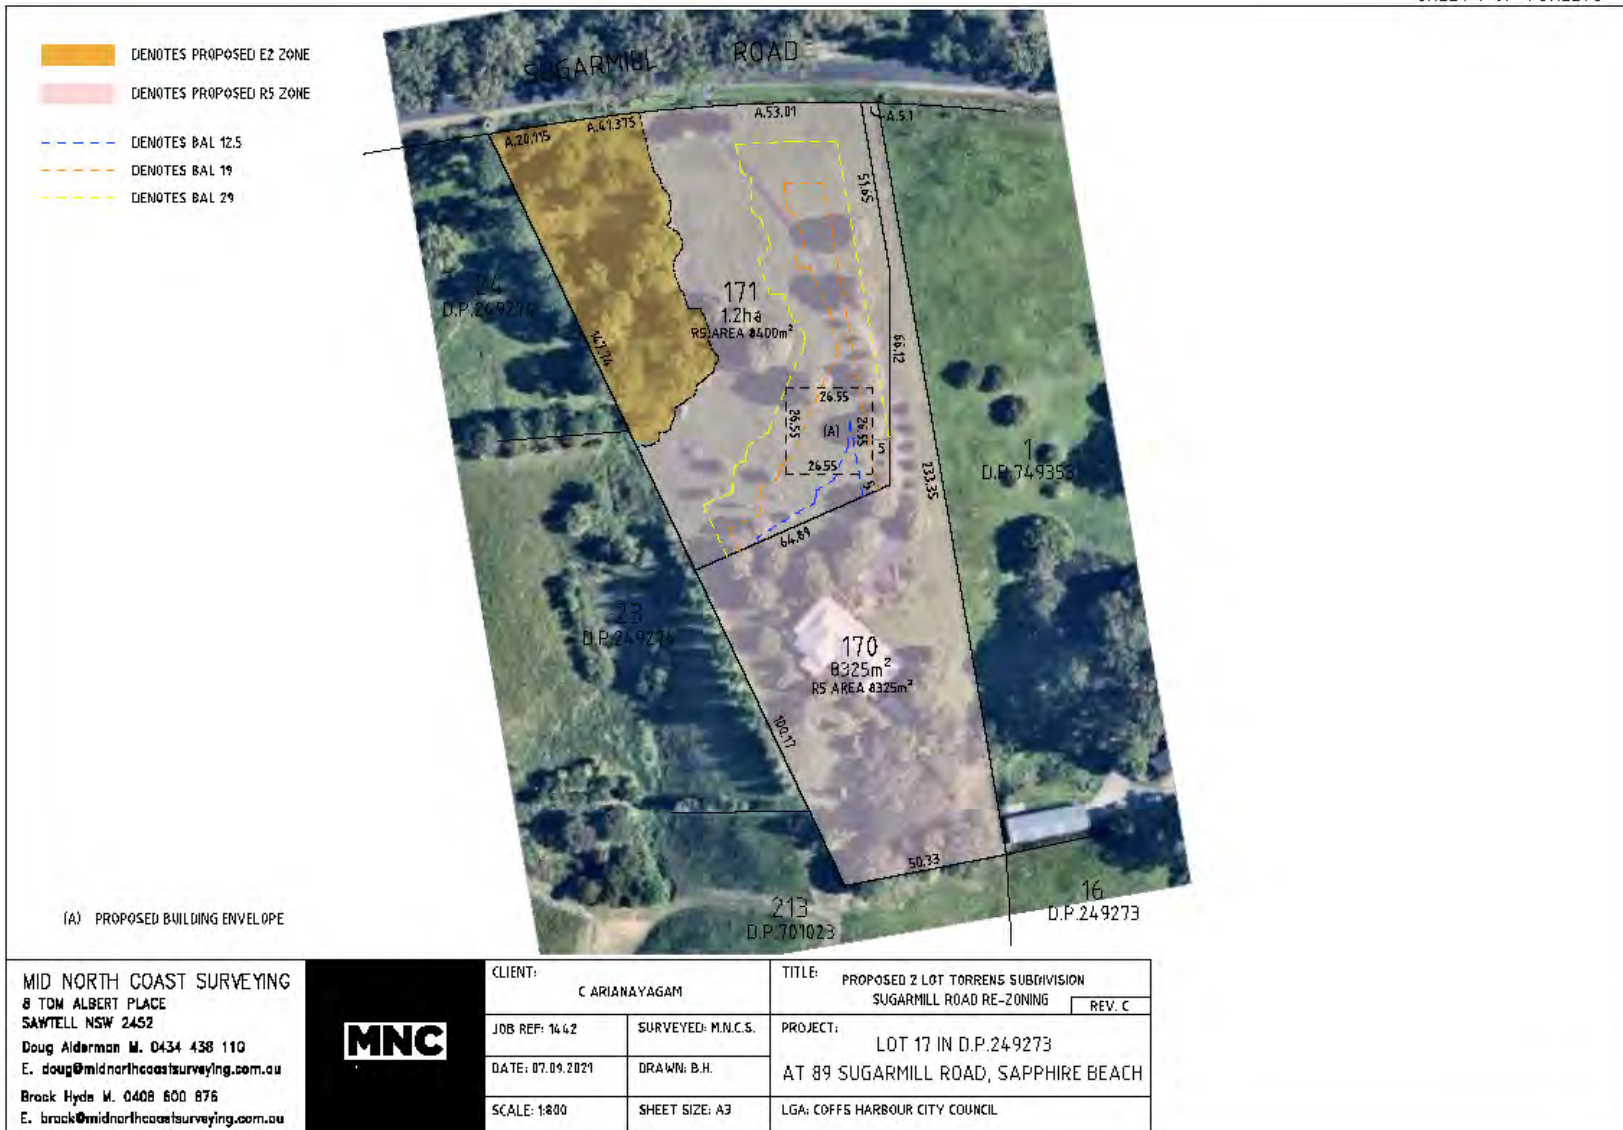 DENOTES PROPOSED E2 ZONE
DENOTES PROPOSED R5 ZONE
DENOTES BAL 12.5
DENOTES BAL 19
DENOTES BAL 29
SUGARMILL ROAD
A.20.115
A.41.375
A.53.01
A.5.1
51.65
D.P.249274
171
1.2ha
R5 AREA 8400m²
147.74
66.12
26.55
26.55
(A)
26.55
26.55
5
5
1
D.P.749353
233.35
64.89
23
D.P.249274
170
8325m²
R5 AREA 8325m²
100.17
50.33
213
D.P.701023
16
D.P.249273
(A) PROPOSED BUILDING ENVELOPE
MID NORTH COAST SURVEYING
8 TOM ALBERT PLACE
SAWTELL NSW 2452
Doug Alderman M. 0434 438 110
E. doug@midnorthcoastsurveying.com.au
Brock Hyde M. 0408 600 876
E. brock@midnorthcoastsurveying.com.au
MNC
CLIENT:
C ARIANAYAGAM
JOB REF: 1442
SURVEYED: M.N.C.S.
DATE: 07.09.2021
DRAWN: B.H.
SCALE: 1:800
SHEET SIZE: A3
TITLE: PROPOSED 2 LOT TORRENS SUBDIVISION
SUGARMILL ROAD RE-ZONING
REV. C
PROJECT:
LOT 17 IN D.P.249273
AT 89 SUGARMILL ROAD, SAPPHIRE BEACH
LGA: COFFS HARBOUR CITY COUNCIL